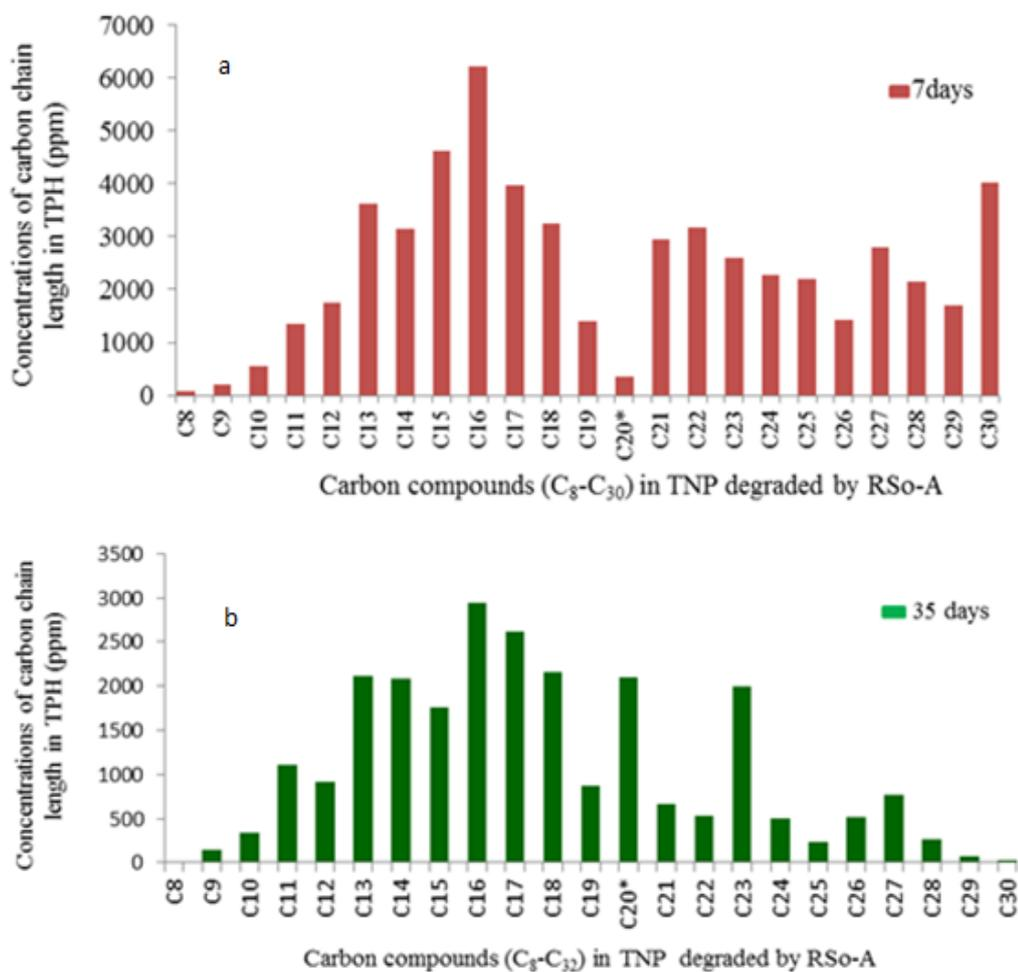 a
7days
Concentrations of carbon chain
length in TPH (ppm)
7000
6000
5000
4000
3000
2000
1000
0
C8 C9 C10 C11 C12 C13 C14 C15 C16 C17 C18 C19 C20* C21 C22 C23 C24 C25 C26 C27 C28 C29 C30
Carbon compounds (C₈-C₃₀) in TNP degraded by RSo-A
b
35 days
Concentrations of carbon chain
length in TPH (ppm)
3500
3000
2500
2000
1500
1000
500
0
C8 C9 C10 C11 C12 C13 C14 C15 C16 C17 C18 C19 C20* C21 C22 C23 C24 C25 C26 C27 C28 C29 C30
Carbon compounds (C₈-C₃₂) in TNP degraded by RSo-A